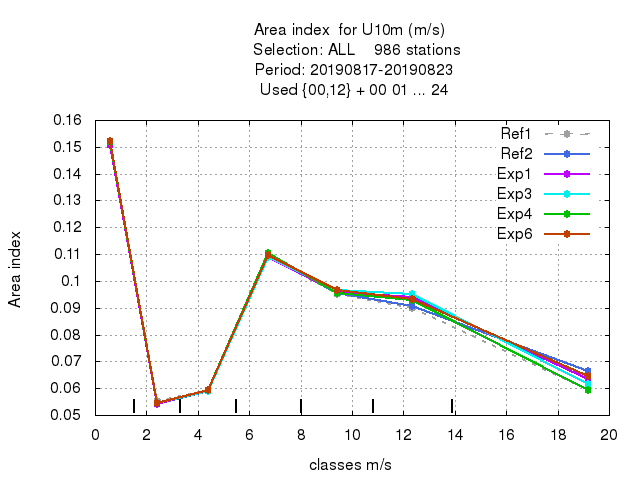 Area index  for U10m (m/s)
Selection: ALL    986 stations
Period: 20190817-20190823
Used {00,12} + 00 01 ... 24
0.16
0.15
0.14
0.13
0.12
0.11
0.1
0.09
0.08
0.07
0.06
0.05
Area index
Ref1
Ref2
Exp1
Exp3
Exp4
Exp6
0 2 4 6 8 10 12 14 16 18 20
classes m/s